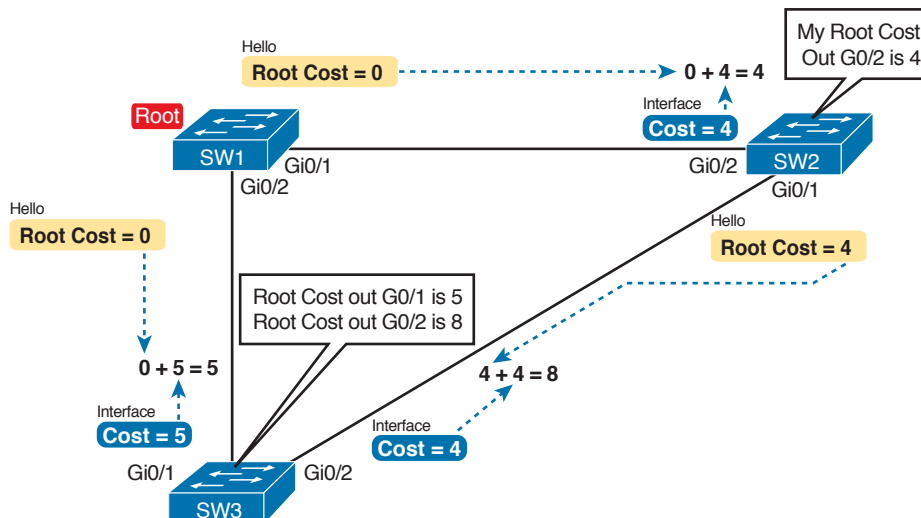 Hello
Root Cost = 0
0 + 4 = 4
My Root Cost
Out G0/2 is 4
Interface
Cost = 4
Root
SW1
Gi0/1
Gi0/2
Gi0/2
SW2
Gi0/1
Hello
Root Cost = 0
Hello
Root Cost = 4
Root Cost out G0/1 is 5
Root Cost out G0/2 is 8
0 + 5 = 5
4 + 4 = 8
Interface
Cost = 5
Interface
Cost = 4
Gi0/1
Gi0/2
SW3